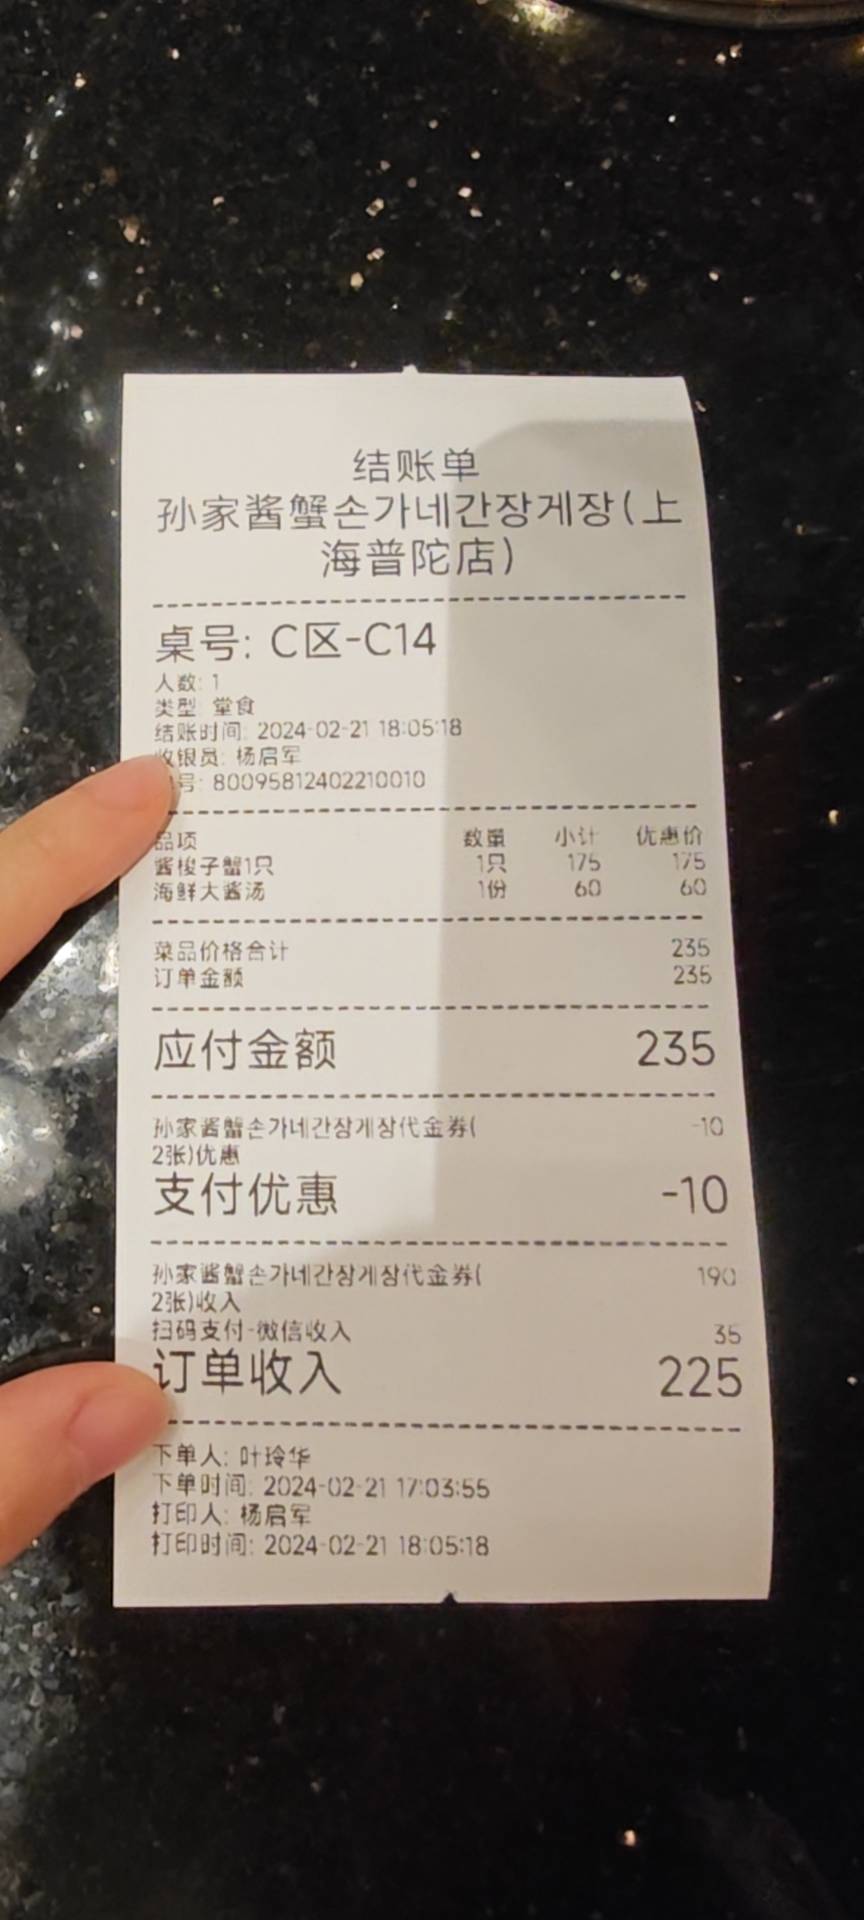 结账单
孙家酱蟹손가네간장게장(上
海普陀店)
桌号: C区-C14
人数: 1
类型: 堂食
结账时间: 2024-02-21 18:05:18
收银员: 杨启军
号: 80095812402210010
品项 数量 小计 优惠价
酱梭子蟹1只 1只 175 175
海鲜大酱汤 1份 60 60
菜品价格合计 235
订单金额 235
应付金额 235
孙家酱蟹손가네간장게장代金券( -10
2张)优惠
支付优惠 -10
孙家酱蟹손가네간장게장代金券( 190
2张)收入
扫码支付-微信收入 35
订单收入 225
下单人: 叶玲华
下单时间: 2024-02-21 17:03:55
打印人: 杨启军
打印时间: 2024-02-21 18:05:18